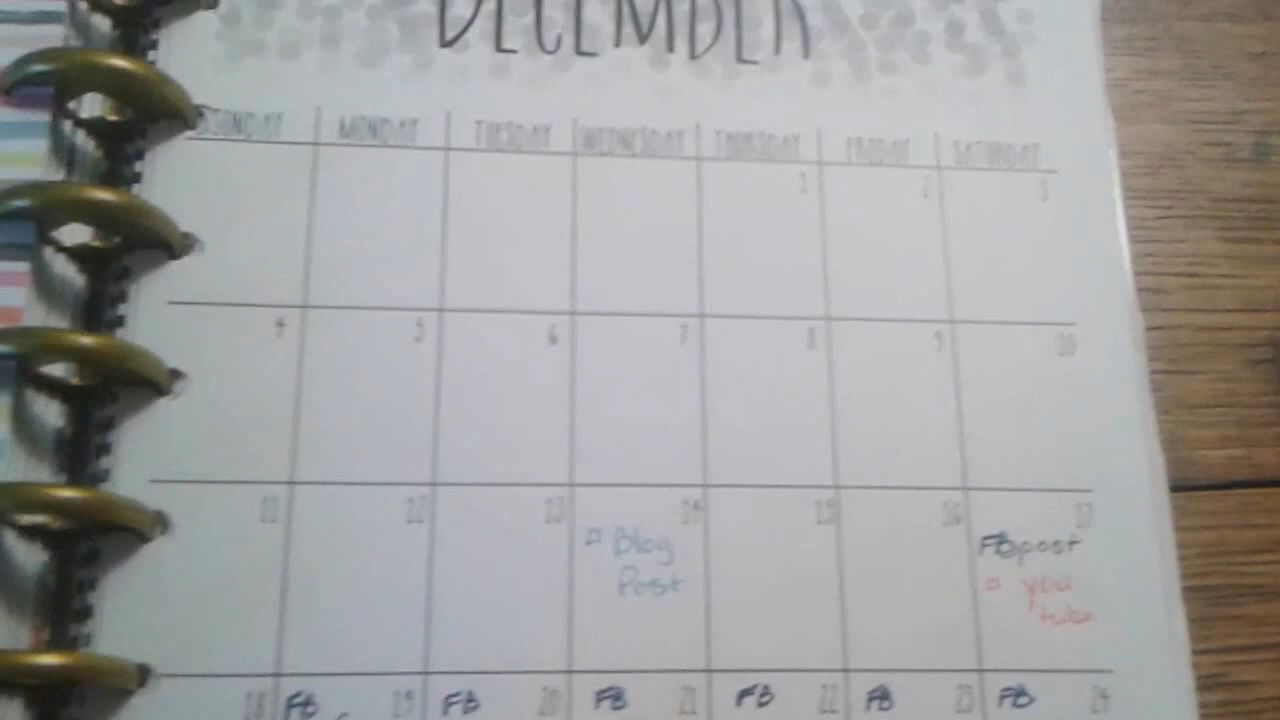 DECEMBER
SUNDAY MONDAY TUESDAY WEDNESDAY THURSDAY FRIDAY SATURDAY
1 2 3
4 5 6 7 8 9 10
11 12 13 14 15 16 17
Blog
Post
FB post
you
tube
18 19 20 21 22 23 24
FB FB FB FB FB FB